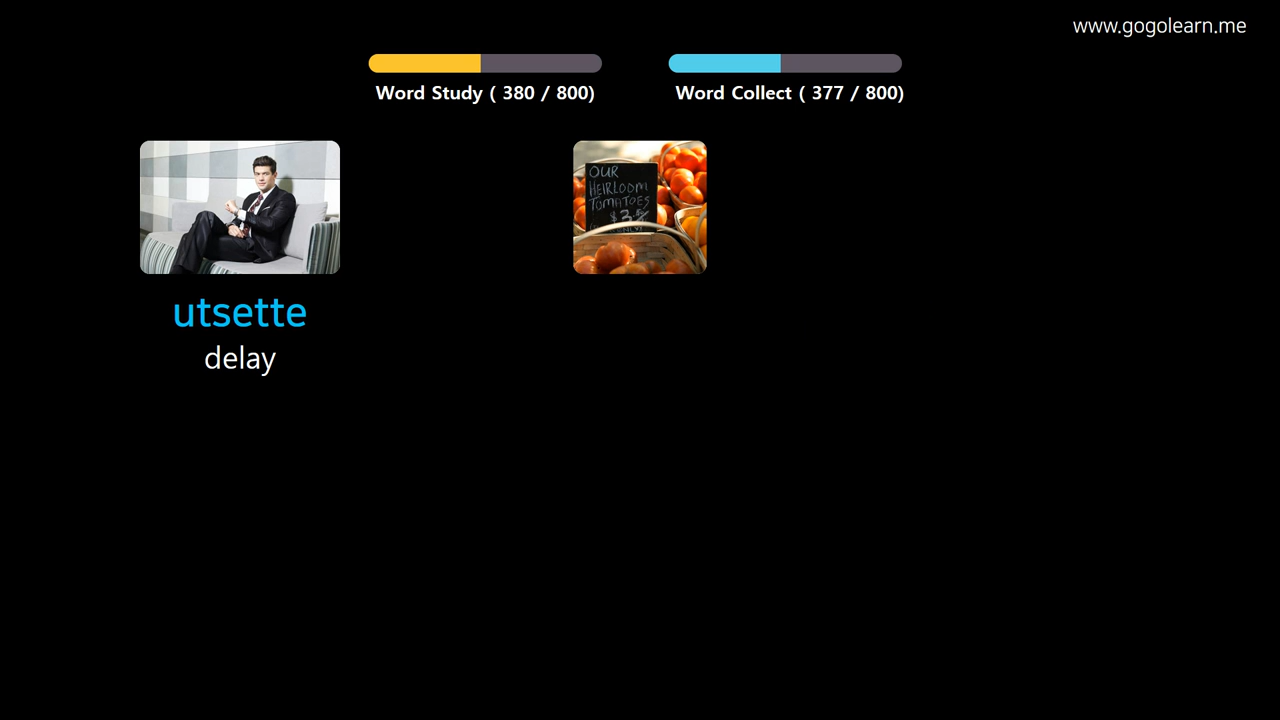 www.gogolearn.me
Word Study ( 380 / 800)
Word Collect ( 377 / 800)
OUR
HEIRLOOM
TOMATOES
utsette
delay